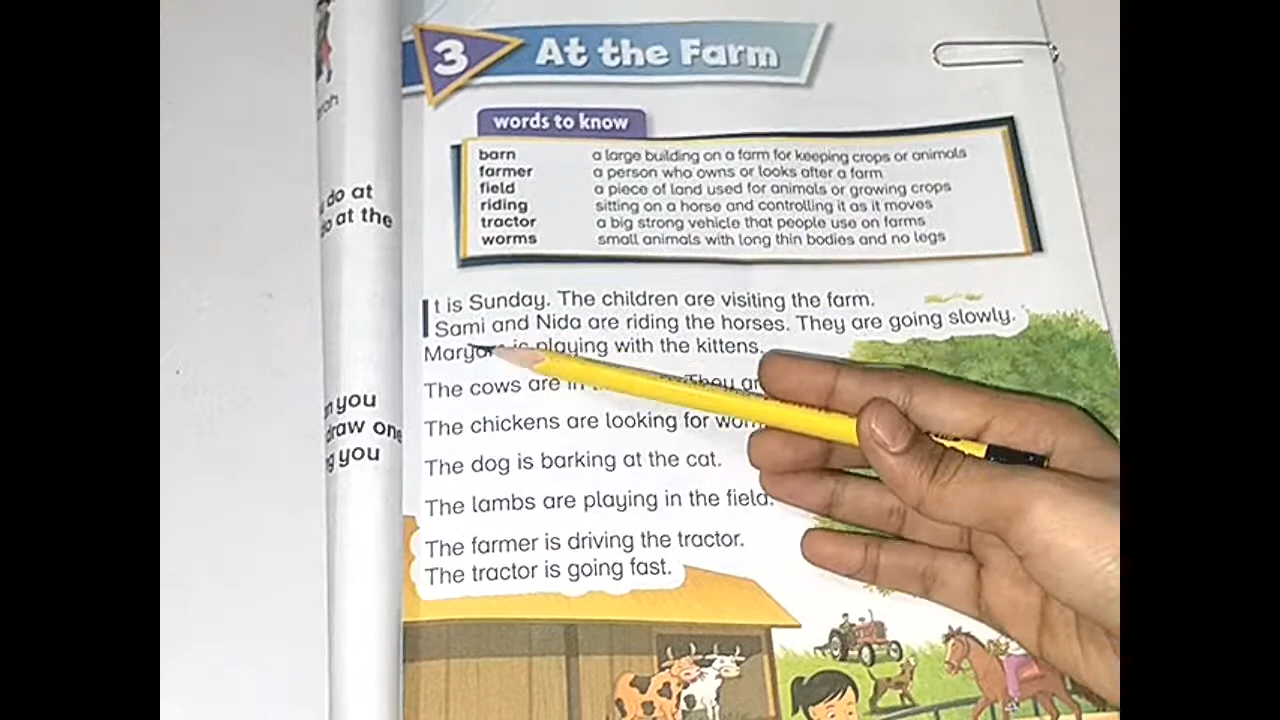 3 At the Farm
words to know
barn a large building on a farm for keeping crops or animals
farmer a person who owns or looks after a farm
field a piece of land used for animals or growing crops
riding sitting on a horse and controlling it as it moves
tractor a big strong vehicle that people use on farms
worms small animals with long thin bodies and no legs
do at
at the
you
draw one
you
It is Sunday. The children are visiting the farm.
Sami and Nida are riding the horses. They are going slowly.
is playing with the kittens.
The cows are in They
The chickens are looking for
The dog is barking at the cat.
The lambs are playing in the field.
The farmer is driving the tractor.
The tractor is going fast.